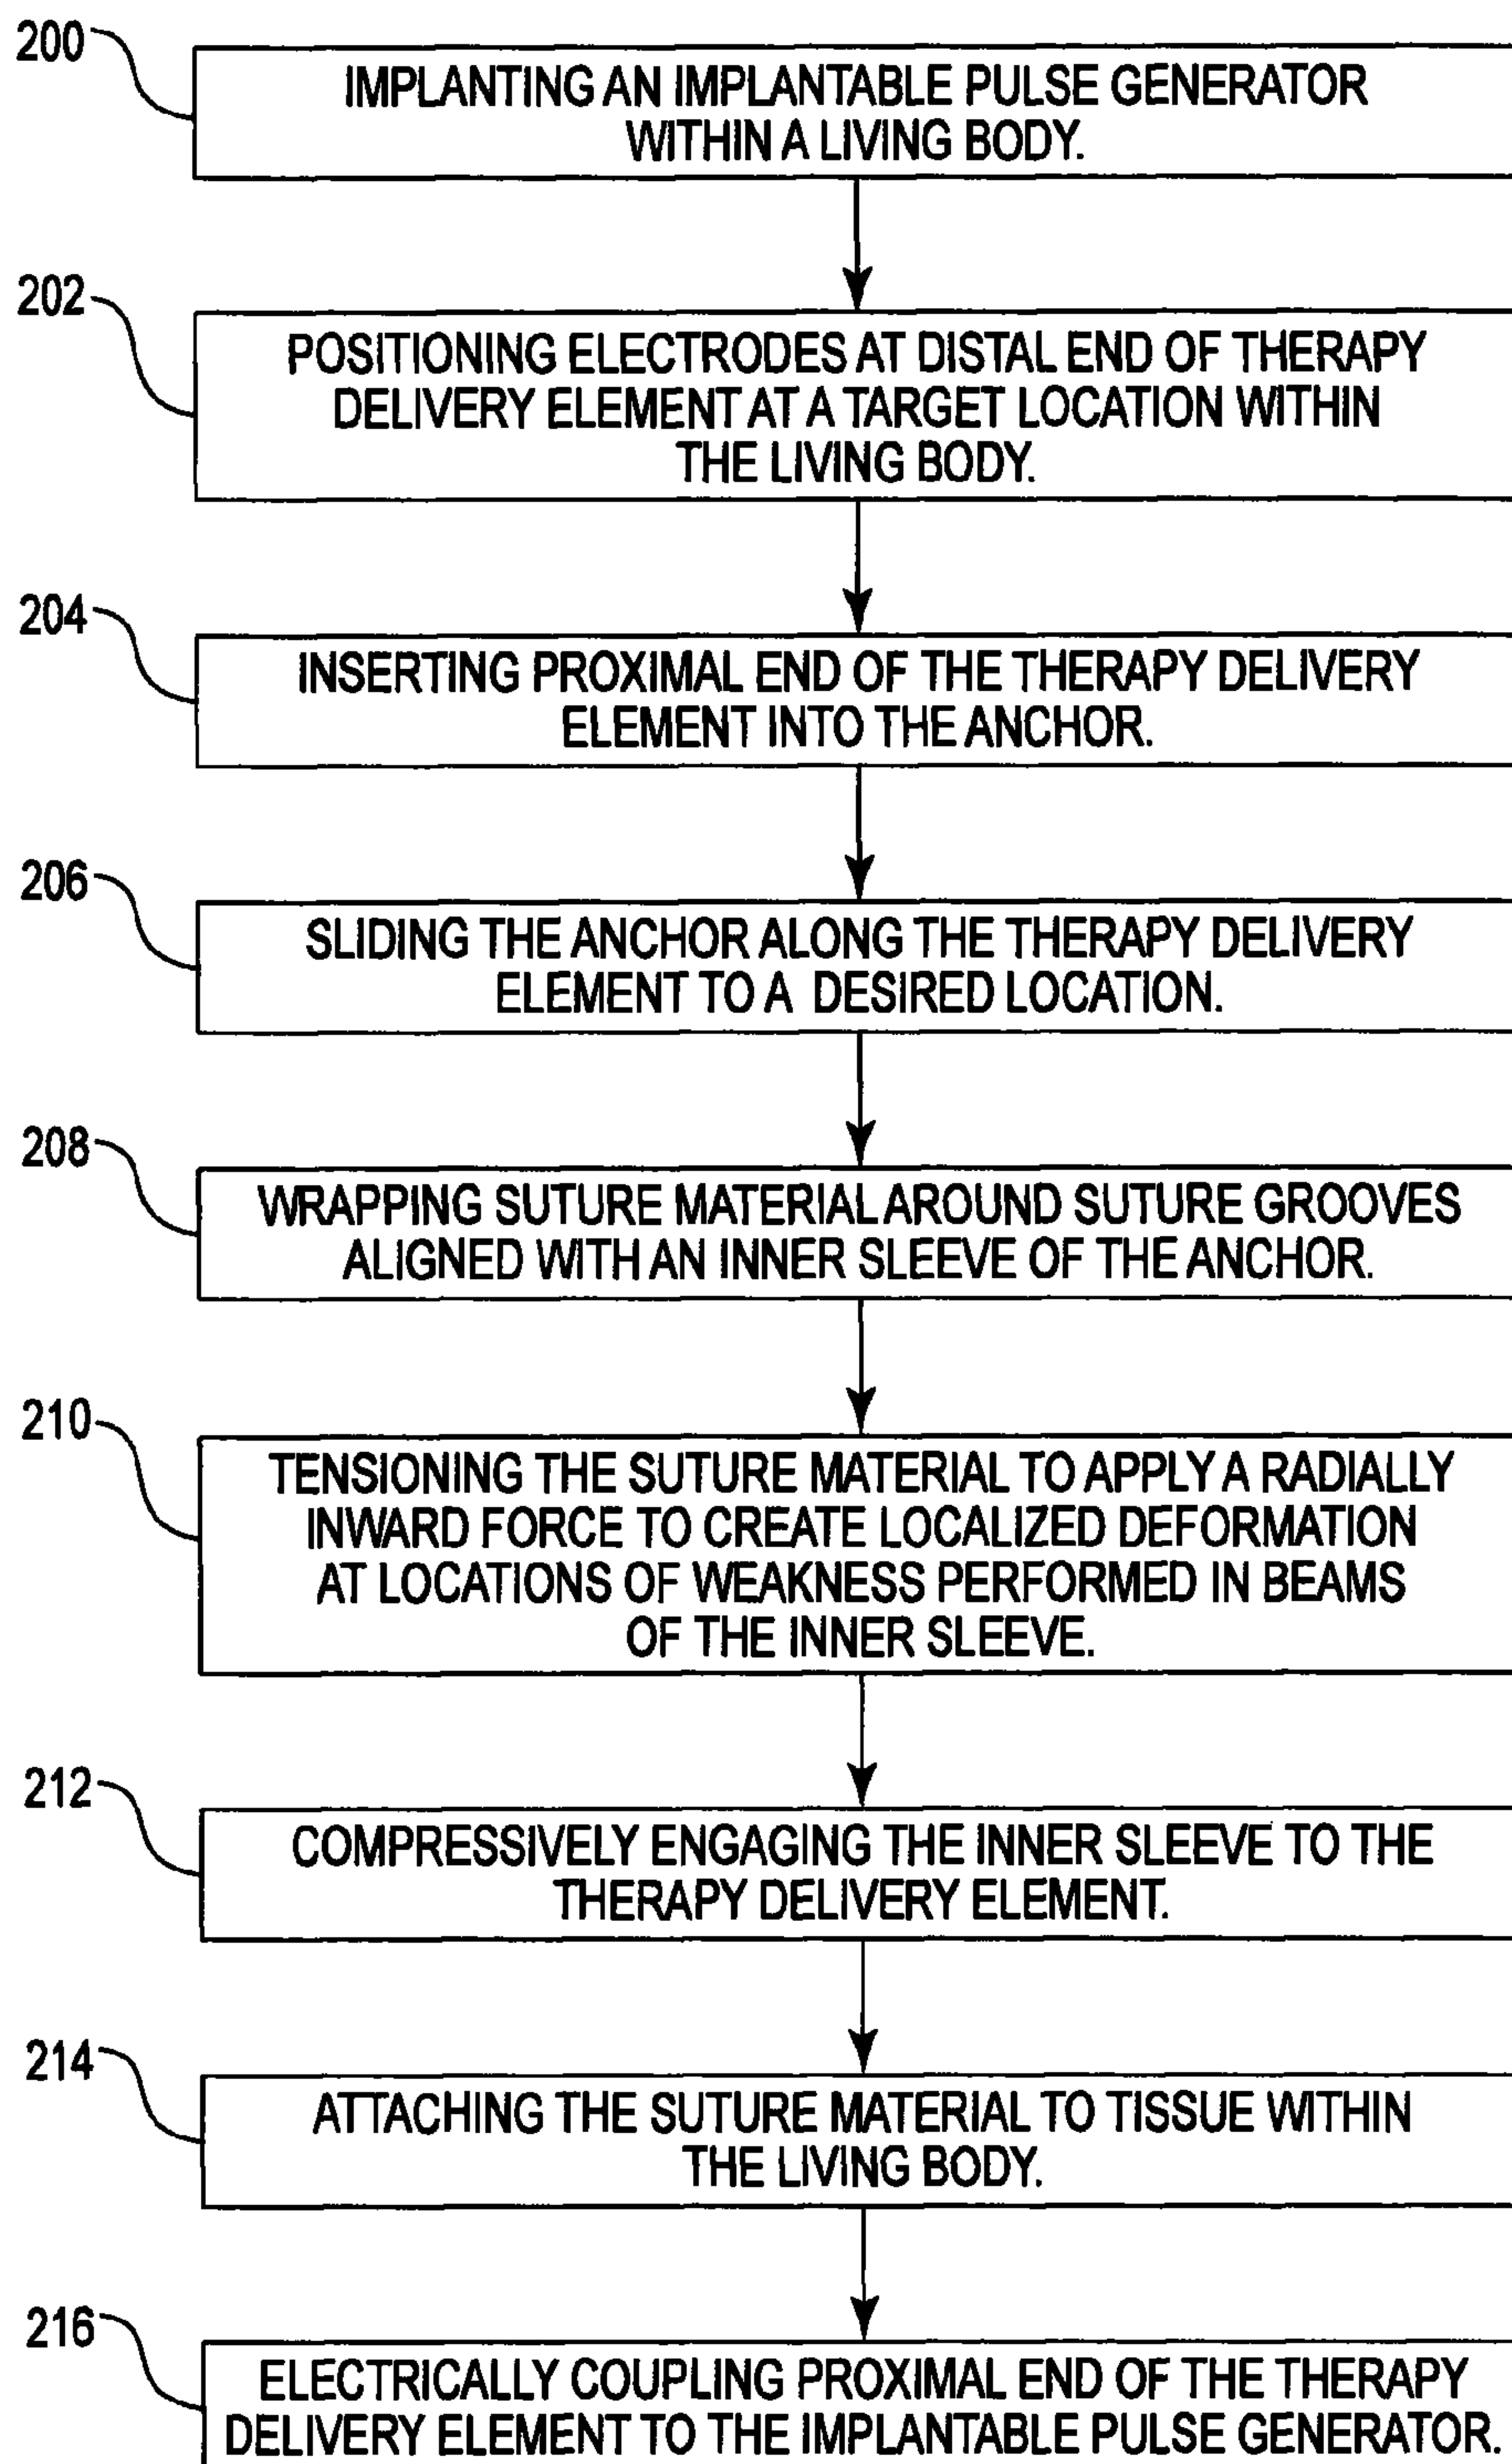 200
IMPLANTING AN IMPLANTABLE PULSE GENERATOR
WITHIN A LIVING BODY.
202
POSITIONING ELECTRODES AT DISTAL END OF THERAPY
DELIVERY ELEMENT AT A TARGET LOCATION WITHIN
THE LIVING BODY.
204
INSERTING PROXIMAL END OF THE THERAPY DELIVERY
ELEMENT INTO THE ANCHOR.
206
SLIDING THE ANCHOR ALONG THE THERAPY DELIVERY
ELEMENT TO A DESIRED LOCATION.
208
WRAPPING SUTURE MATERIAL AROUND SUTURE GROOVES
ALIGNED WITH AN INNER SLEEVE OF THE ANCHOR.
210
TENSIONING THE SUTURE MATERIAL TO APPLY A RADIALLY
INWARD FORCE TO CREATE LOCALIZED DEFORMATION
AT LOCATIONS OF WEAKNESS PERFORMED IN BEAMS
OF THE INNER SLEEVE.
212
COMPRESSIVELY ENGAGING THE INNER SLEEVE TO THE
THERAPY DELIVERY ELEMENT.
214
ATTACHING THE SUTURE MATERIAL TO TISSUE WITHIN
THE LIVING BODY.
216
ELECTRICALLY COUPLING PROXIMAL END OF THE THERAPY
DELIVERY ELEMENT TO THE IMPLANTABLE PULSE GENERATOR.